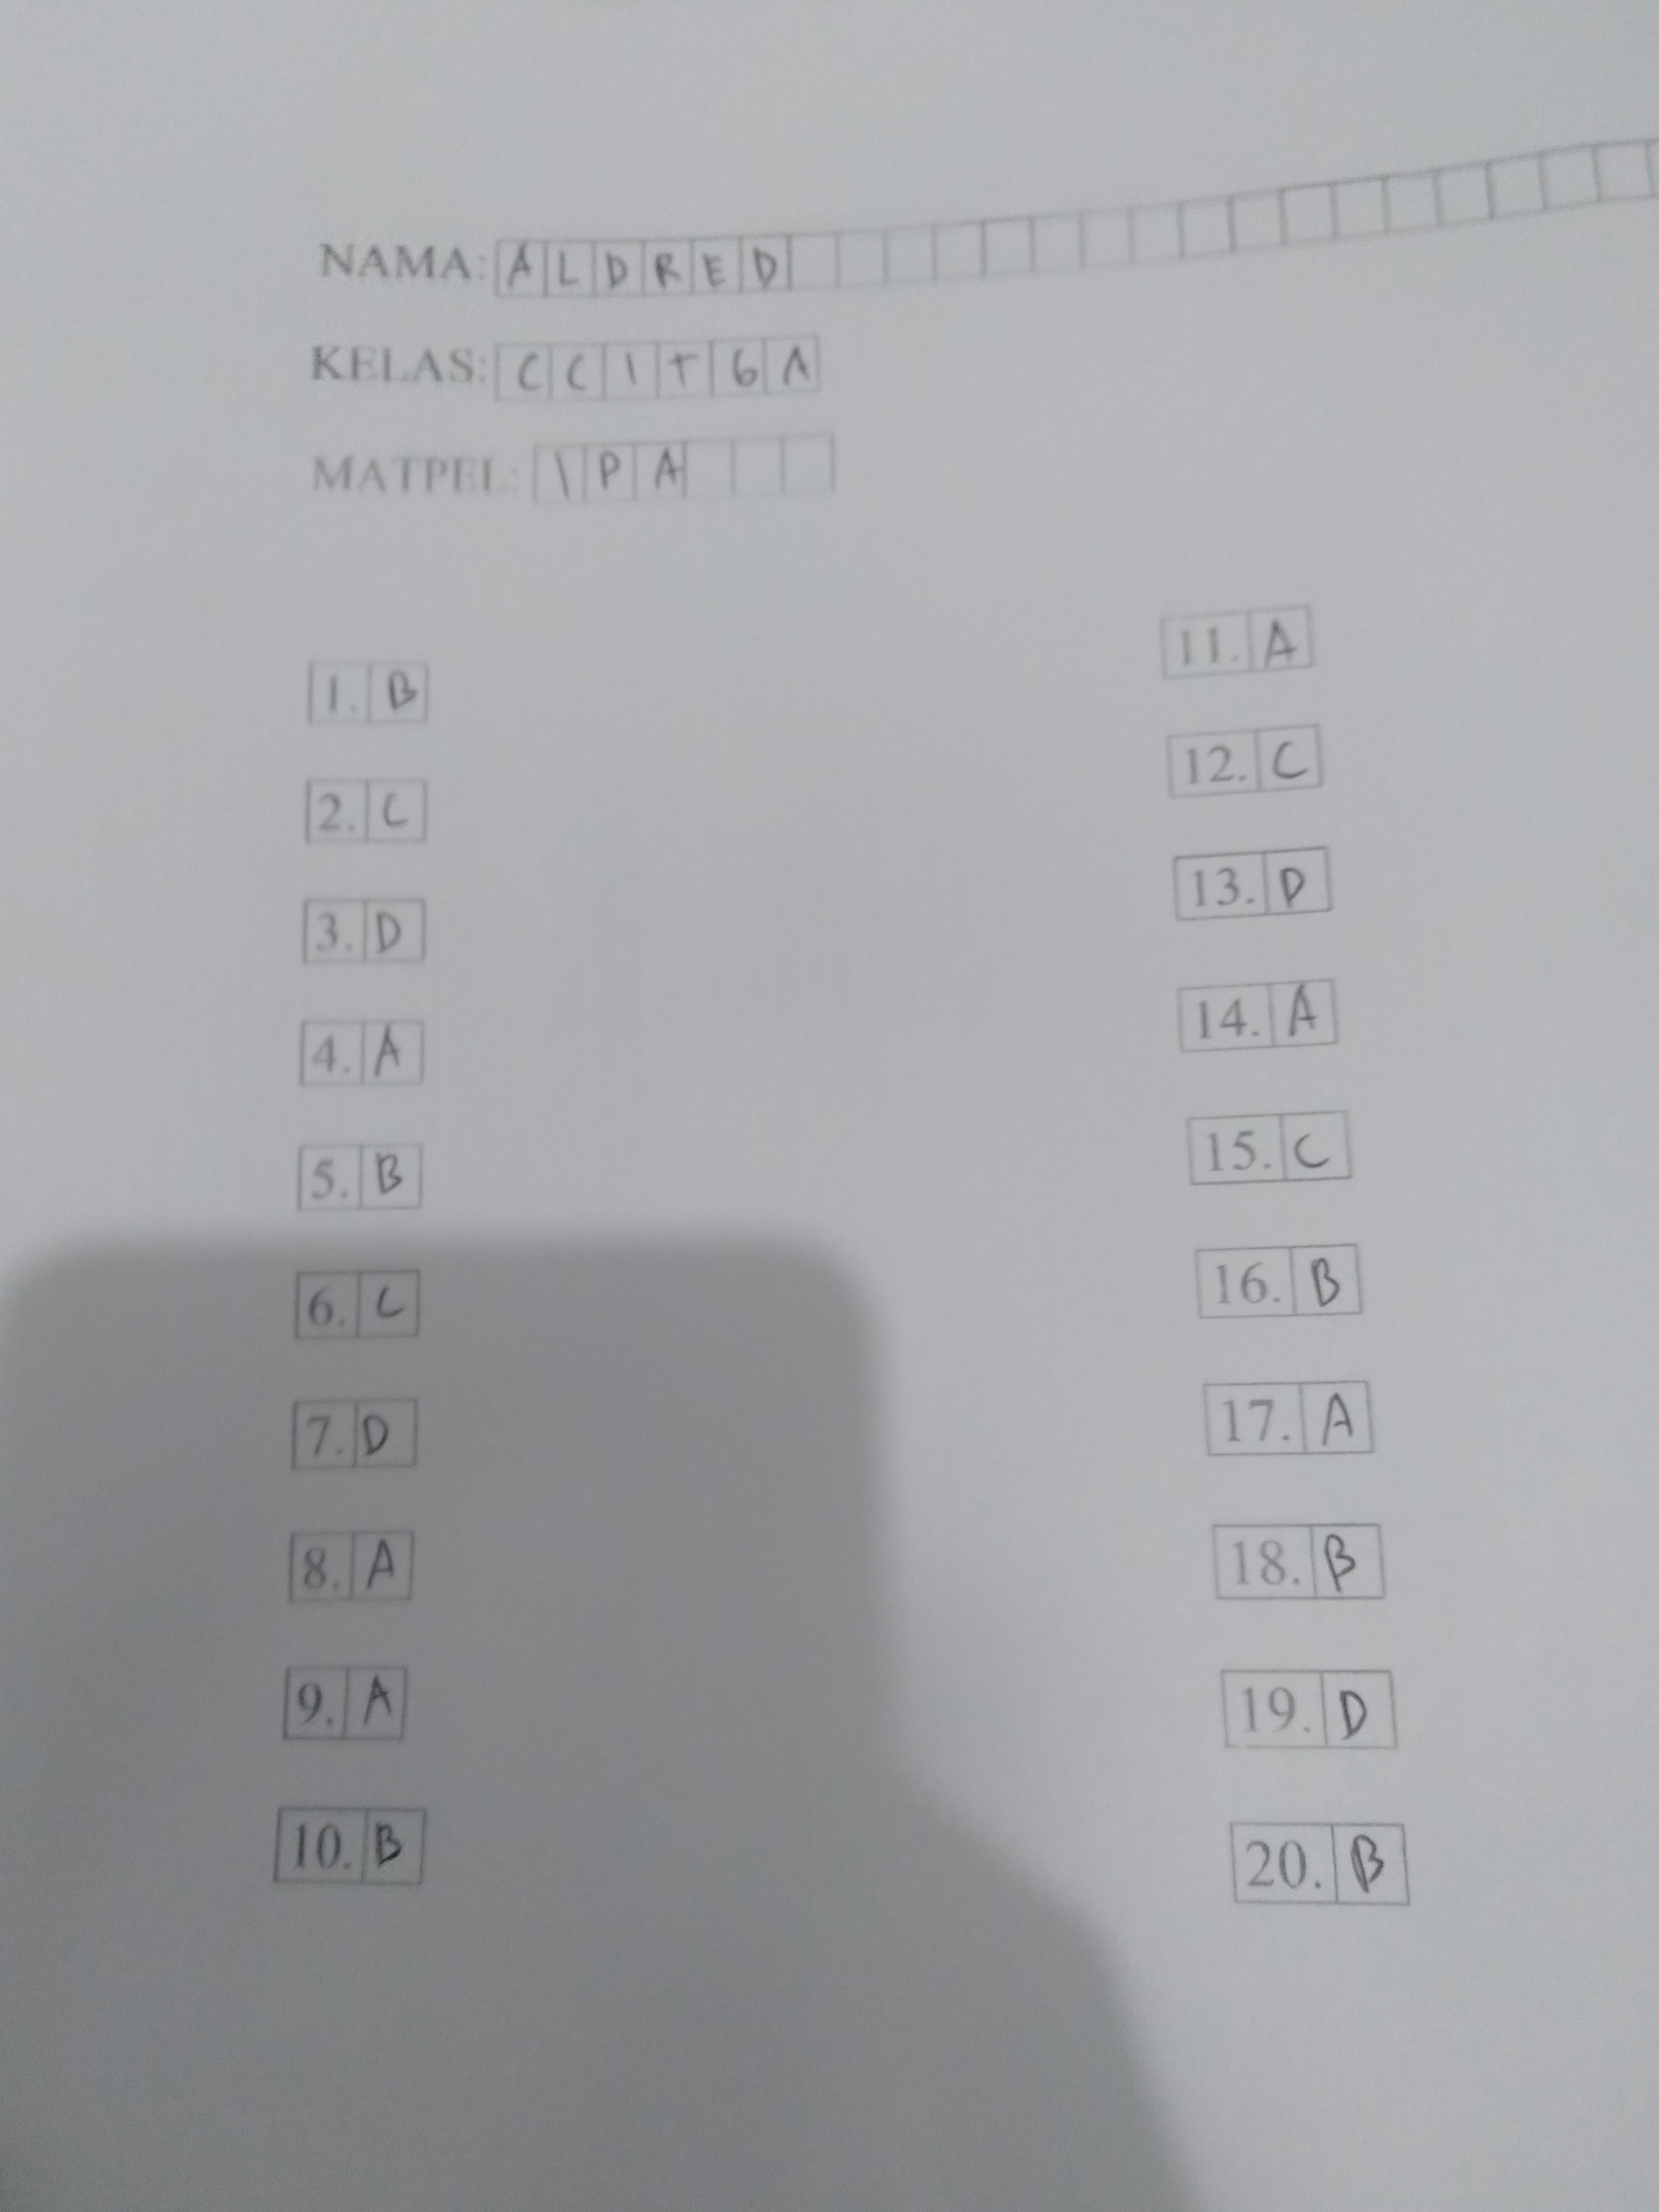 NAMA: ALDRED
KELAS: CCIT6A
MATPEL: IPA
1. B
2. C
3. D
4. A
5. B
6. C
7. D
8. A
9. A
10. B
11. A
12. C
13. D
14. A
15. C
16. B
17. A
18. B
19. D
20. B